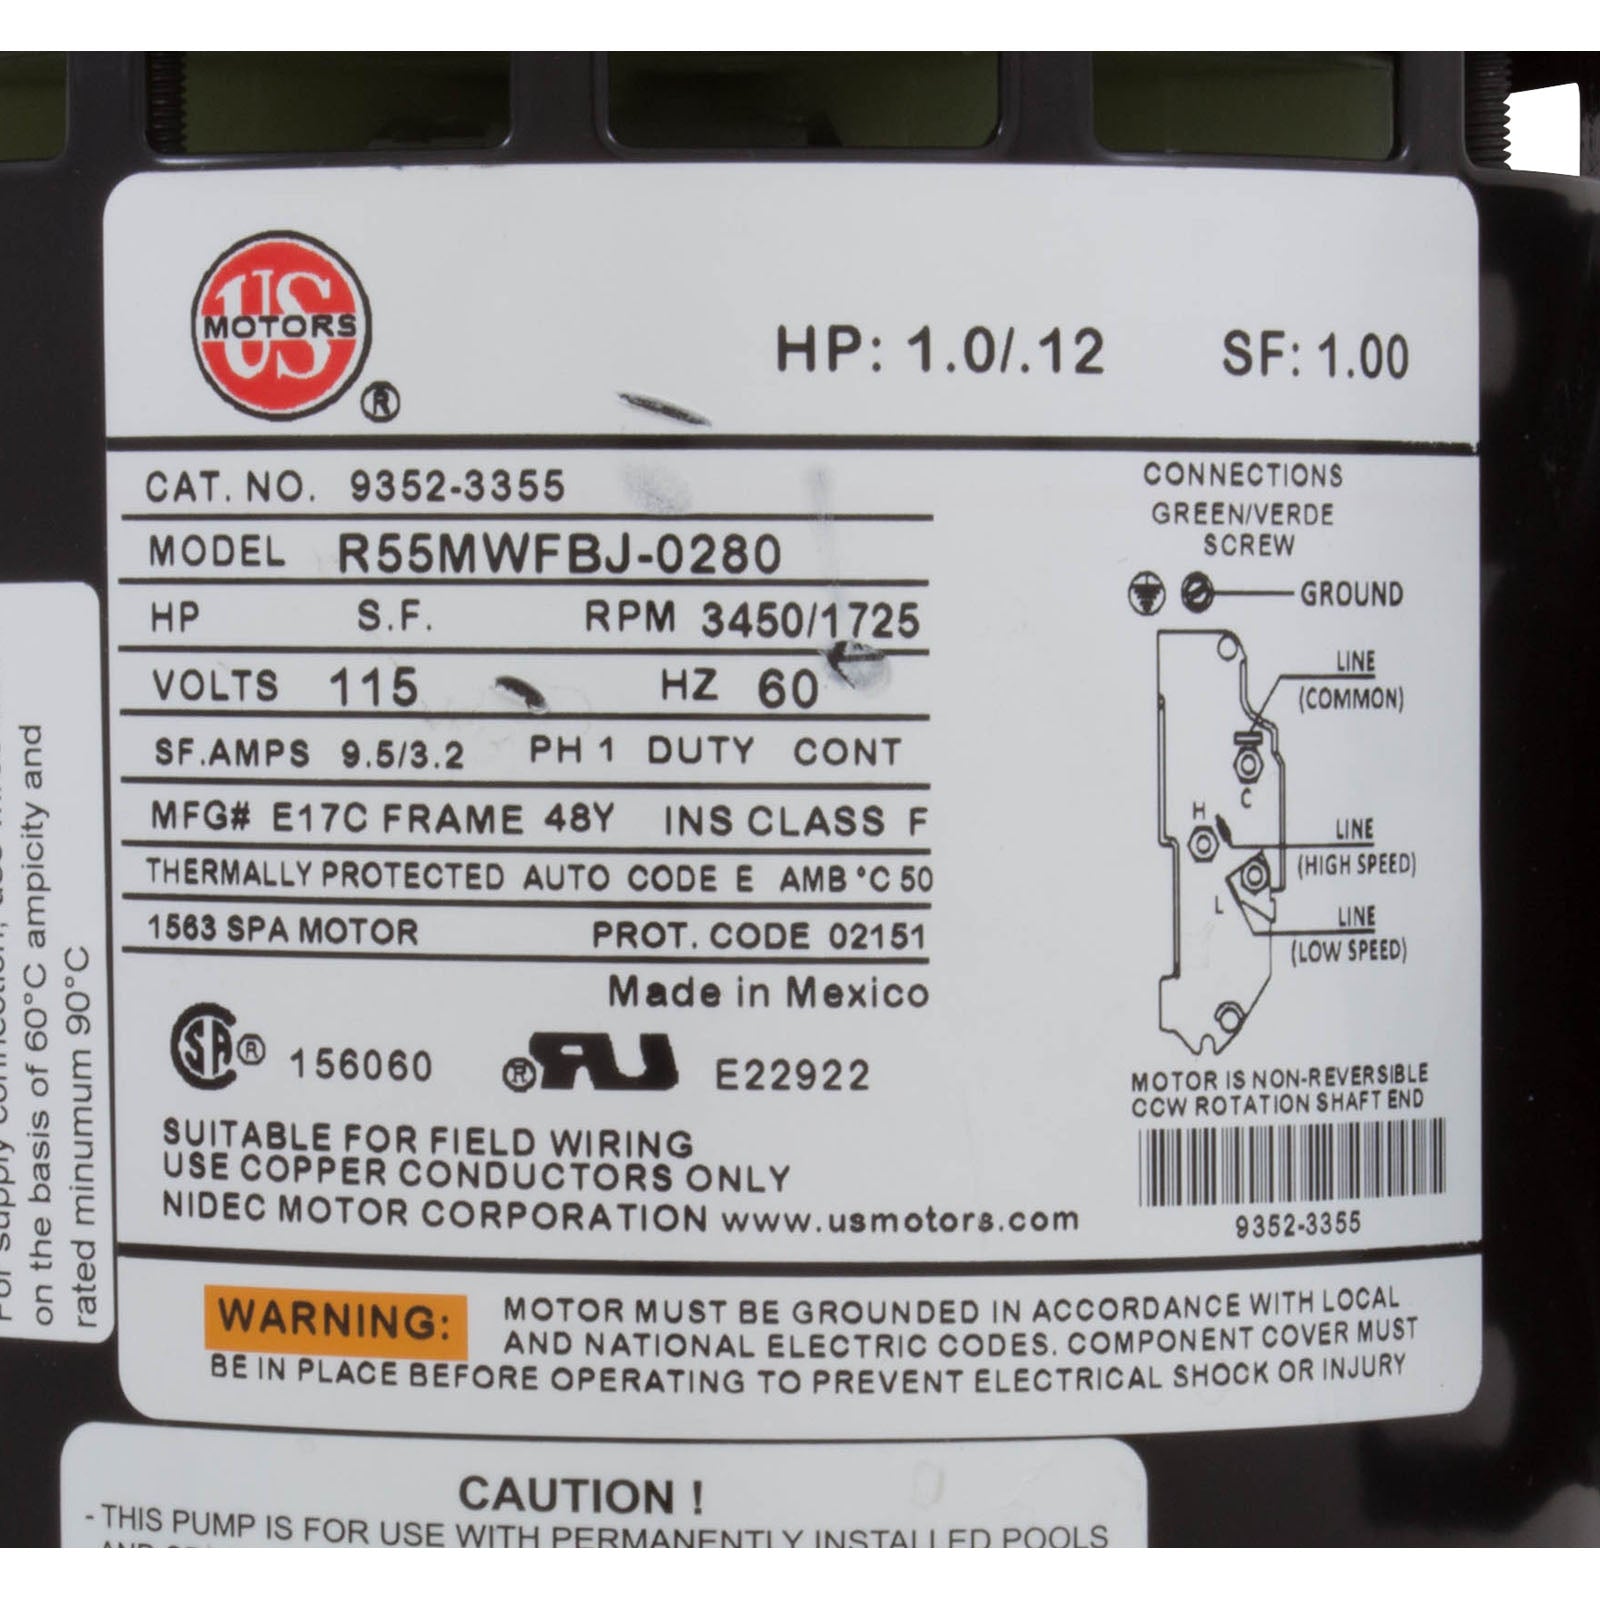 US
MOTORS
®
HP: 1.0/.12 SF: 1.00
CAT. NO. 9352-3355
MODEL R55MWFBJ-0280
HP S.F. RPM 3450/1725
VOLTS 115 HZ 60
SF.AMPS 9.5/3.2 PH 1 DUTY CONT
MFG# E17C FRAME 48Y INS CLASS F
THERMALLY PROTECTED AUTO CODE E AMB °C 50
1563 SPA MOTOR PROT. CODE 02151
Made in Mexico
SA ® 156060 ® RU E22922
SUITABLE FOR FIELD WIRING
USE COPPER CONDUCTORS ONLY
NIDEC MOTOR CORPORATION www.usmotors.com
CONNECTIONS
GREEN/VERDE
SCREW
GROUND
LINE
(COMMON)
C
H
LINE
(HIGH SPEED)
L
LINE
(LOW SPEED)
MOTOR IS NON-REVERSIBLE
CCW ROTATION SHAFT END
9352-3355
WARNING: MOTOR MUST BE GROUNDED IN ACCORDANCE WITH LOCAL
AND NATIONAL ELECTRIC CODES. COMPONENT COVER MUST
BE IN PLACE BEFORE OPERATING TO PREVENT ELECTRICAL SHOCK OR INJURY
For supply connection,
on the basis of 60°C ampicity and
rated minumum 90°C
CAUTION !
- THIS PUMP IS FOR USE WITH PERMANENTLY INSTALLED POOLS